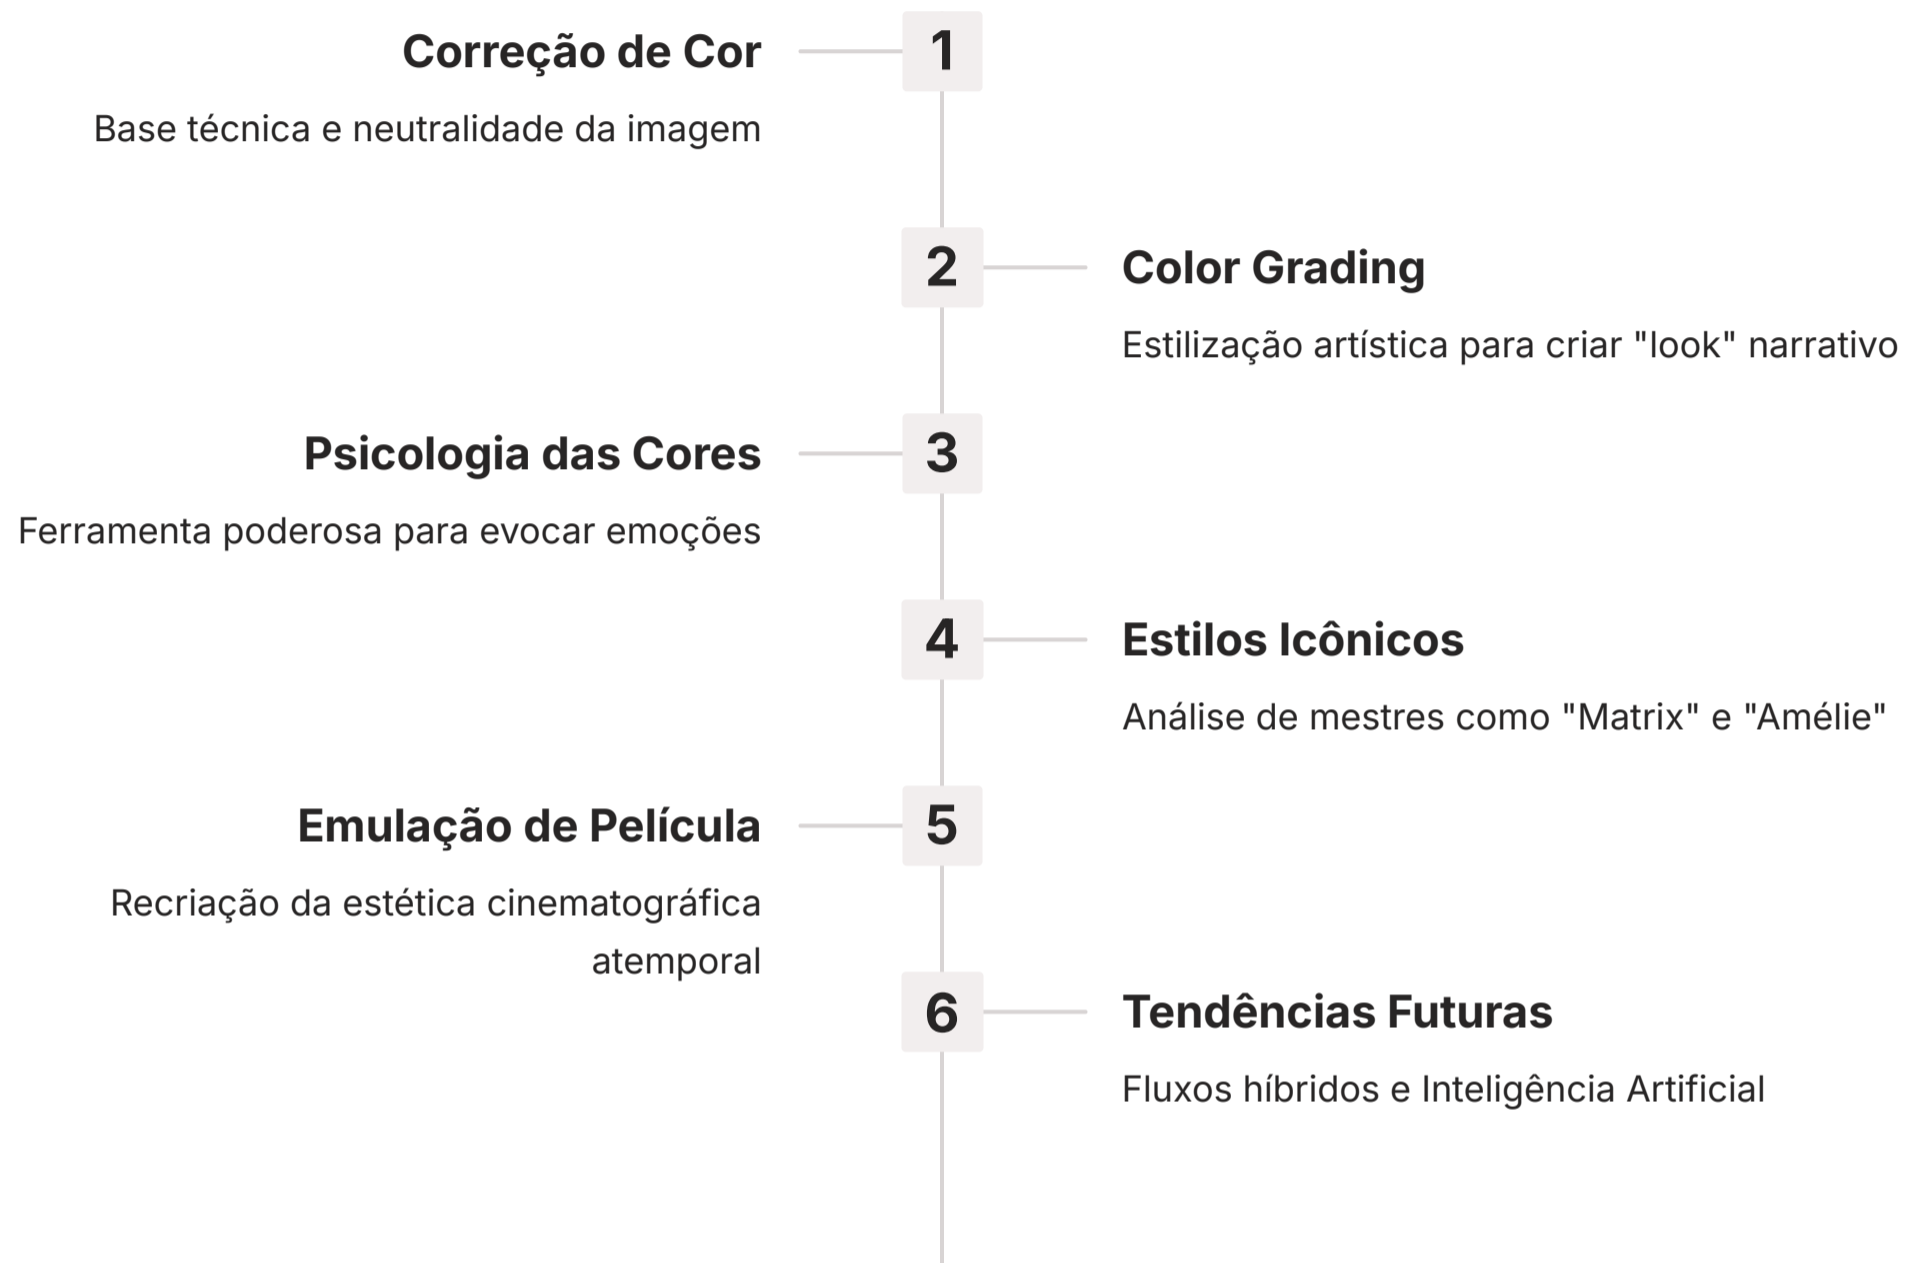 1
Correção de Cor
Base técnica e neutralidade da imagem
2
Color Grading
Estilização artística para criar "look" narrativo
3
Psicologia das Cores
Ferramenta poderosa para evocar emoções
4
Estilos Icônicos
Análise de mestres como "Matrix" e "Amélie"
5
Emulação de Película
Recriação da estética cinematográfica
atemporal
6
Tendências Futuras
Fluxos híbridos e Inteligência Artificial